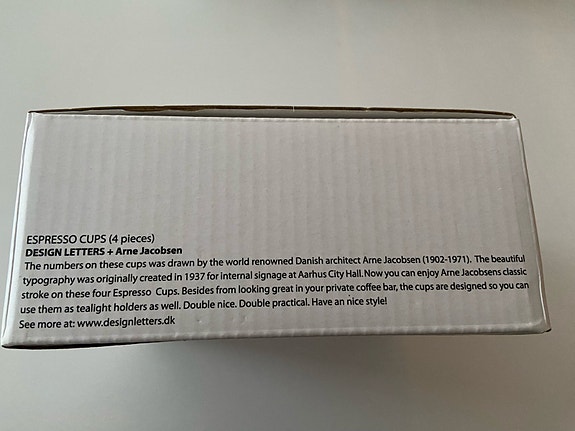 ESPRESSO CUPS (4 pieces)
DESIGN LETTERS + Arne Jacobsen
The numbers on these cups was drawn by the world renowned Danish architect Arne Jacobsen (1902-1971). The beautiful
typography was originally created in 1937 for internal signage at Aarhus City Hall. Now you can enjoy Arne Jacobsens classic
stroke on these four Espresso Cups. Besides from looking great in your private coffee bar, the cups are designed so you can
use them as tealight holders as well. Double nice. Double practical. Have an nice style!
See more at: www.designletters.dk